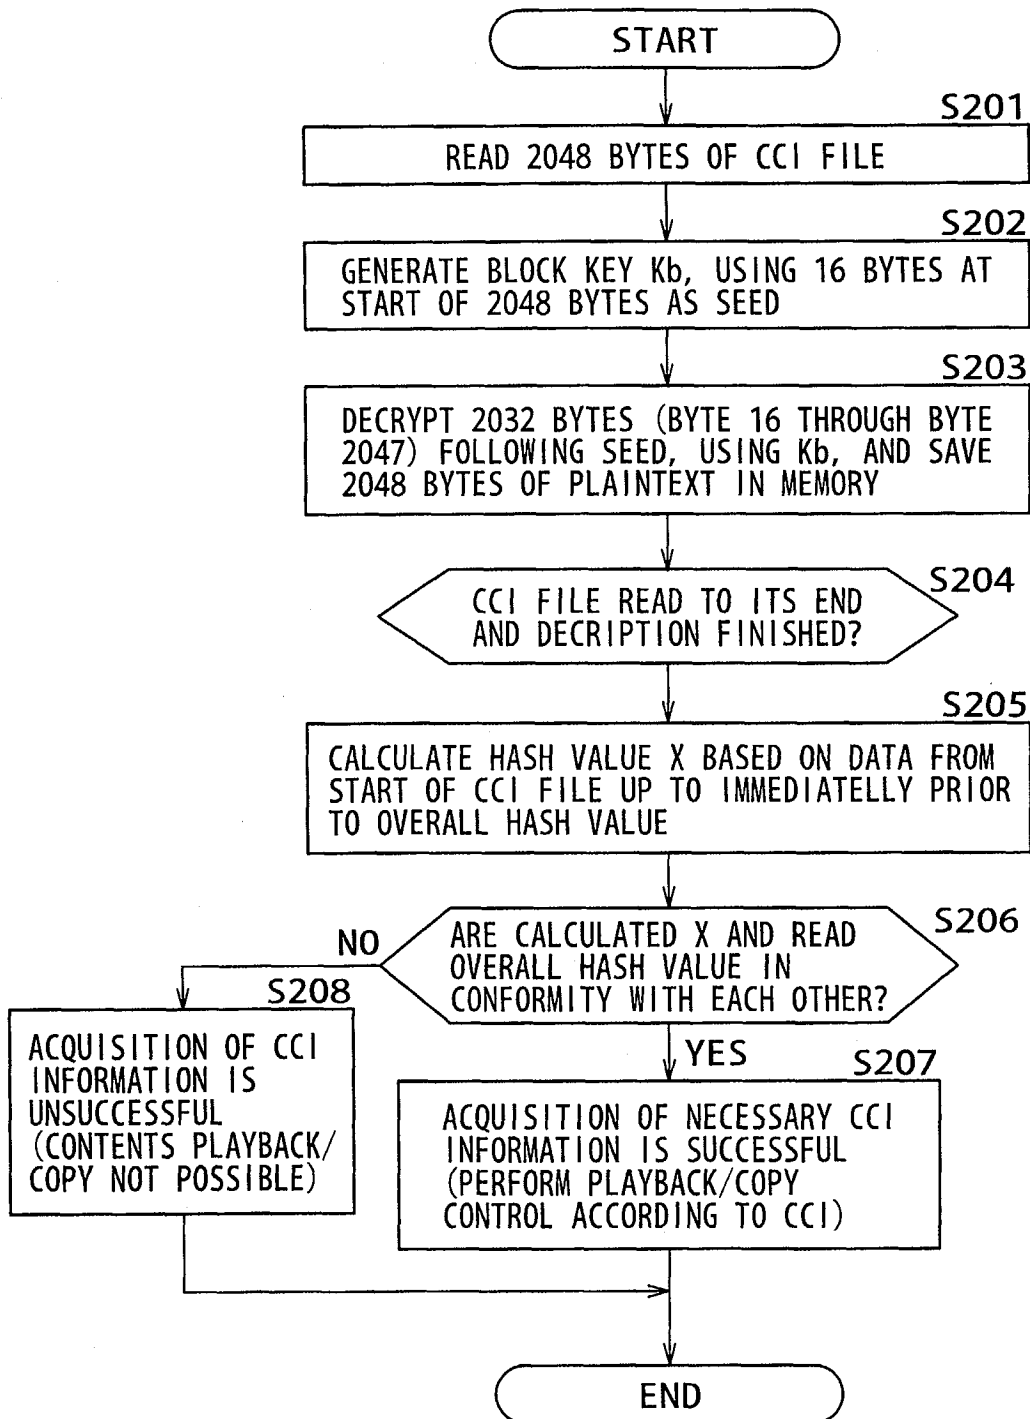 START
S201
READ 2048 BYTES OF CCI FILE
S202
GENERATE BLOCK KEY Kb, USING 16 BYTES AT
START OF 2048 BYTES AS SEED
S203
DECRYPT 2032 BYTES (BYTE 16 THROUGH BYTE
2047) FOLLOWING SEED, USING Kb, AND SAVE
2048 BYTES OF PLAINTEXT IN MEMORY
S204
CCI FILE READ TO ITS END
AND DECRIPTION FINISHED?
S205
CALCULATE HASH VALUE X BASED ON DATA FROM
START OF CCI FILE UP TO IMMEDIATELLY PRIOR
TO OVERALL HASH VALUE
S206
ARE CALCULATED X AND READ
OVERALL HASH VALUE IN
CONFORMITY WITH EACH OTHER?
NO
S208
ACQUISITION OF CCI
INFORMATION IS
UNSUCCESSFUL
(CONTENTS PLAYBACK/
COPY NOT POSSIBLE)
YES
S207
ACQUISITION OF NECESSARY CCI
INFORMATION IS SUCCESSFUL
(PERFORM PLAYBACK/COPY
CONTROL ACCORDING TO CCI)
END